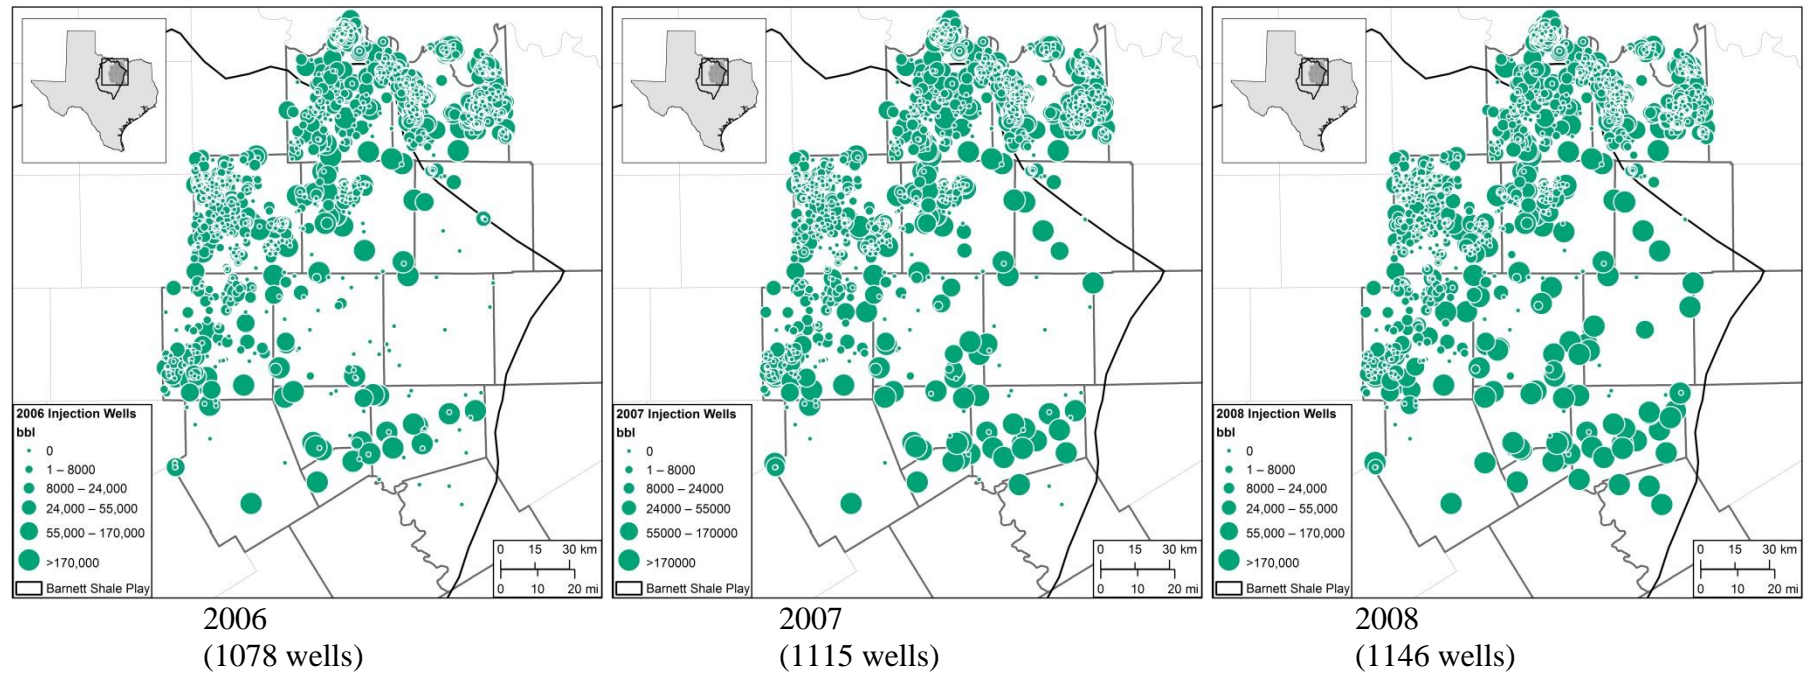 2006 Injection Wells
bbl
0
1 – 8000
8000 – 24,000
24,000 – 55,000
55,000 – 170,000
>170,000
Barnett Shale Play
0 15 30 km
0 10 20 mi
2007 Injection Wells
bbl
0
1 – 8000
8000 – 24000
24000 – 55000
55000 – 170000
>170000
Barnett Shale Play
0 15 30 km
0 10 20 mi
2008 Injection Wells
bbl
0
1 – 8000
8000 – 24,000
24,000 – 55,000
55,000 – 170,000
>170,000
Barnett Shale Play
0 15 30 km
0 10 20 mi
2006
(1078 wells)
2007
(1115 wells)
2008
(1146 wells)